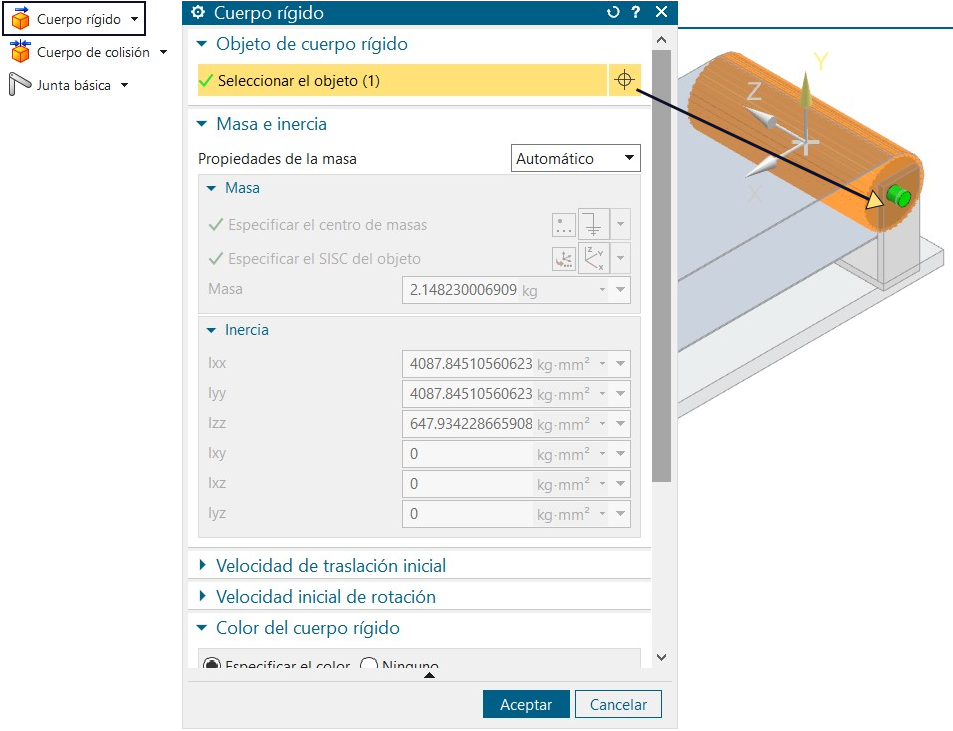 Cuerpo rígido
Cuerpo de colisión
Junta básica
Cuerpo rígido
?
Objeto de cuerpo rígido
Seleccionar el objeto (1)
Masa e inercia
Propiedades de la masa Automático
Masa
Especificar el centro de masas
Especificar el SISC del objeto
Masa 2.148230006909 kg
Inercia
Ixx 4087.84510560623 kg·mm²
Iyy 4087.84510560623 kg·mm²
Izz 647.934228665908 kg·mm²
Ixy 0 kg·mm²
Ixz 0 kg·mm²
Iyz 0 kg·mm²
Velocidad de traslación inicial
Velocidad inicial de rotación
Color del cuerpo rígido
Especificar el color Ninguno
Aceptar Cancelar
Y
Z
X